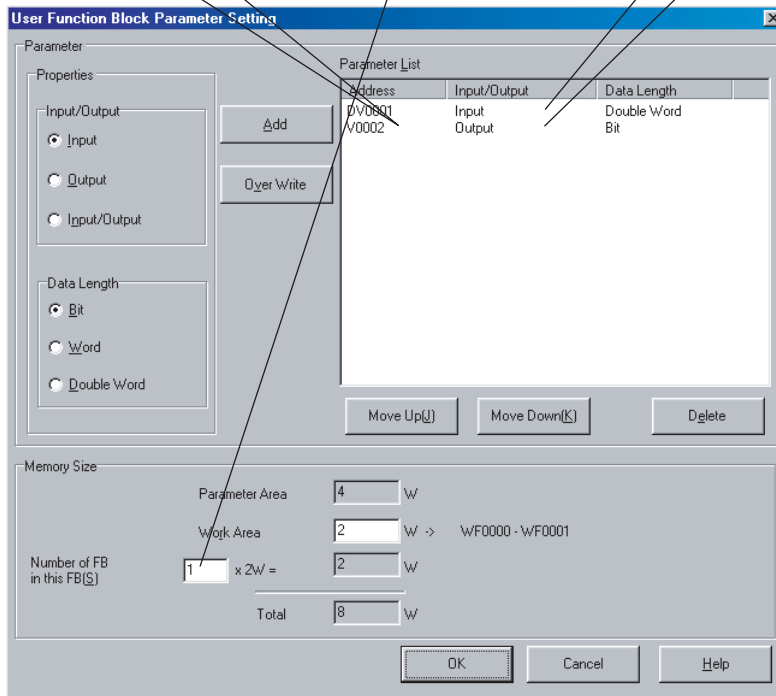 User Function Block Parameter Setting
Parameter
Properties
Input/Output
Input
Output
Input/Output
Data Length
Bit
Word
Double Word
Add
Over Write
Parameter List
Address Input/Output Data Length
DV0001 Input Double Word
V0002 Output Bit
Move Up(J) Move Down(K) Delete
Memory Size
Parameter Area 4 W
Work Area 2 W -> WF0000 - WF0001
Number of FB
in this FB(S) 1 x 2W = 2 W
Total 8 W
OK Cancel Help